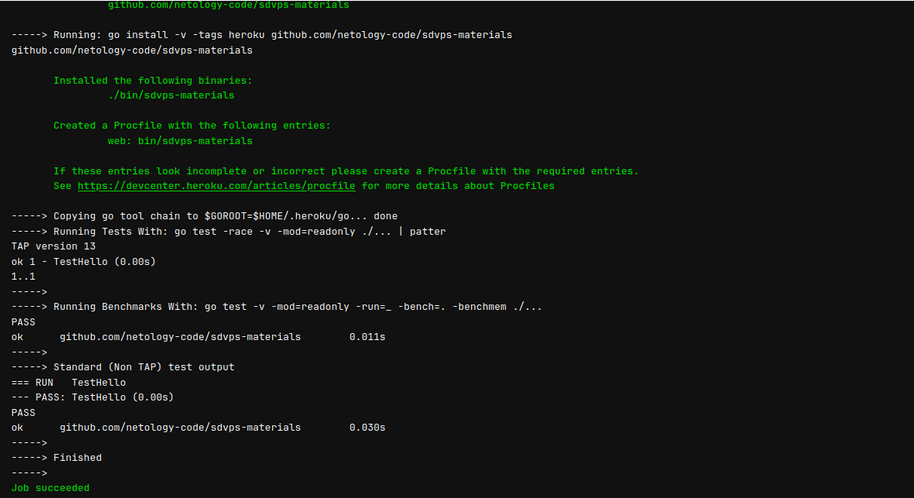 github.com/netology-code/sdvps-materials
-----> Running: go install -v -tags heroku github.com/netology-code/sdvps-materials
github.com/netology-code/sdvps-materials
Installed the following binaries:
./bin/sdvps-materials
Created a Procfile with the following entries:
web: bin/sdvps-materials
If these entries look incomplete or incorrect please create a Procfile with the required entries.
See https://devcenter.heroku.com/articles/procfile for more details about Procfiles
-----> Copying go tool chain to $GOROOT=$HOME/.heroku/go... done
-----> Running Tests With: go test -race -v -mod=readonly ./... | patter
TAP version 13
ok 1 - TestHello (0.00s)
1..1
----->
-----> Running Benchmarks With: go test -v -mod=readonly -run=_ -bench=. -benchmem ./...
PASS
ok github.com/netology-code/sdvps-materials 0.011s
----->
-----> Standard (Non TAP) test output
=== RUN TestHello
--- PASS: TestHello (0.00s)
PASS
ok github.com/netology-code/sdvps-materials 0.030s
----->
-----> Finished
----->
Job succeeded